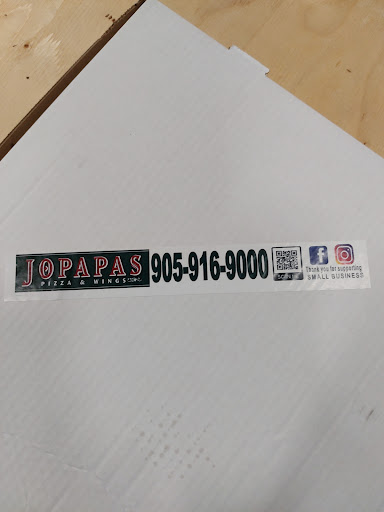 JOPAPAS
PIZZA & WINGS
905-916-9000
Thank you for supporting
SMALL BUSINESS